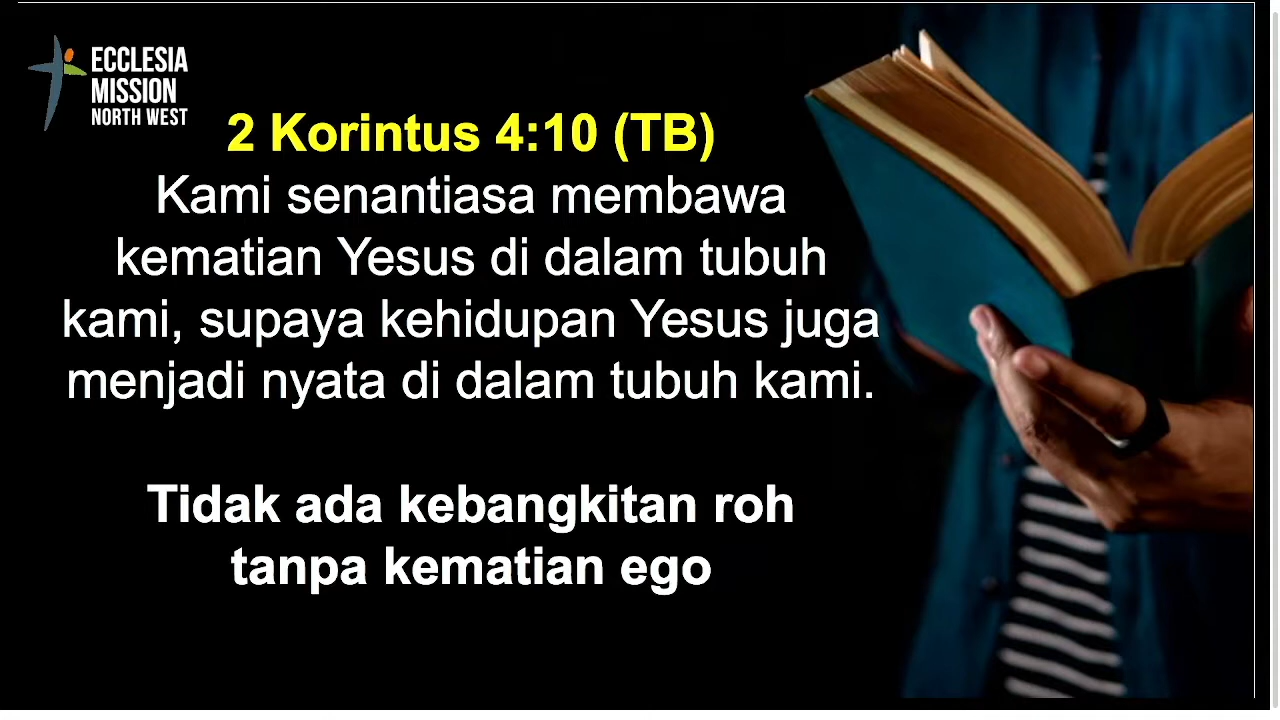 ECCLESIA
MISSION
NORTH WEST
2 Korintus 4:10 (TB)
Kami senantiasa membawa
kematian Yesus di dalam tubuh
kami, supaya kehidupan Yesus juga
menjadi nyata di dalam tubuh kami.
Tidak ada kebangkitan roh
tanpa kematian ego